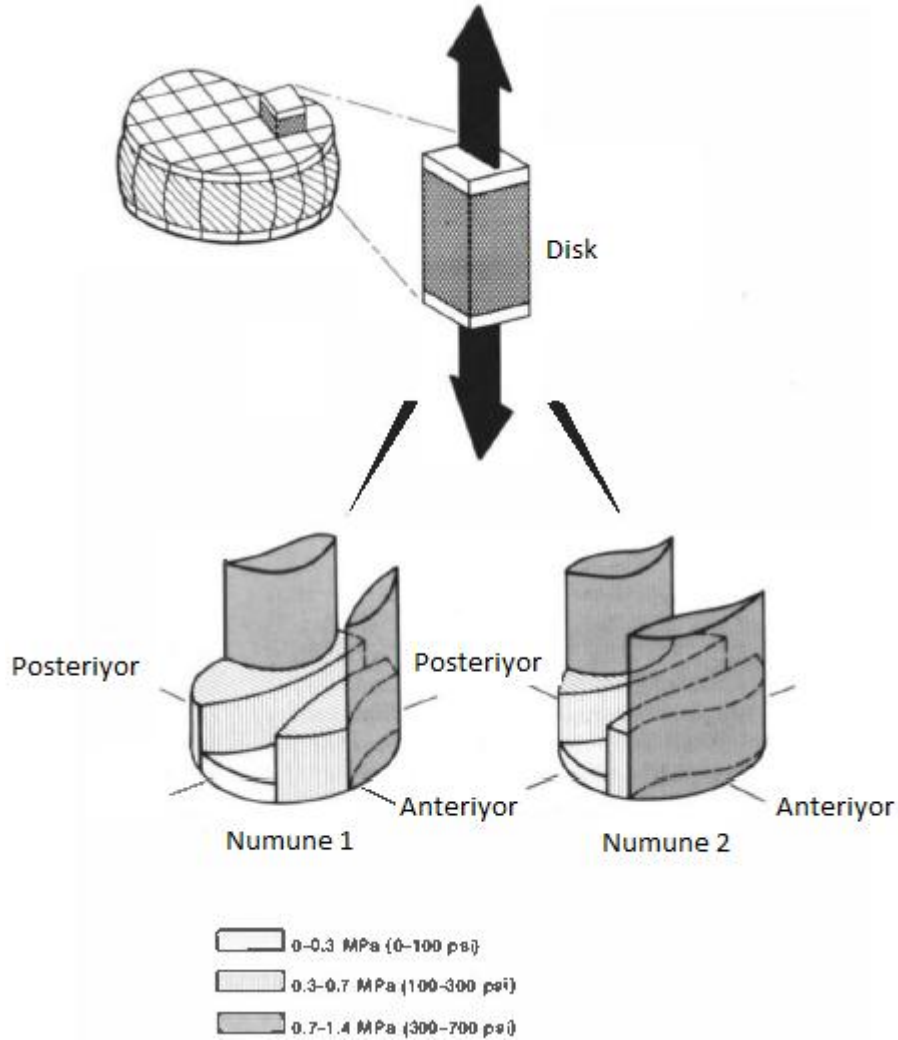 Disk
Posteriyor
Posteriyor
Anteriyor
Anteriyor
Numune 1
Numune 2
0-0.3 MPa (0-100 psi)
0.3-0.7 MPa (100-300 psi)
0.7-1.4 MPa (300-700 psi)